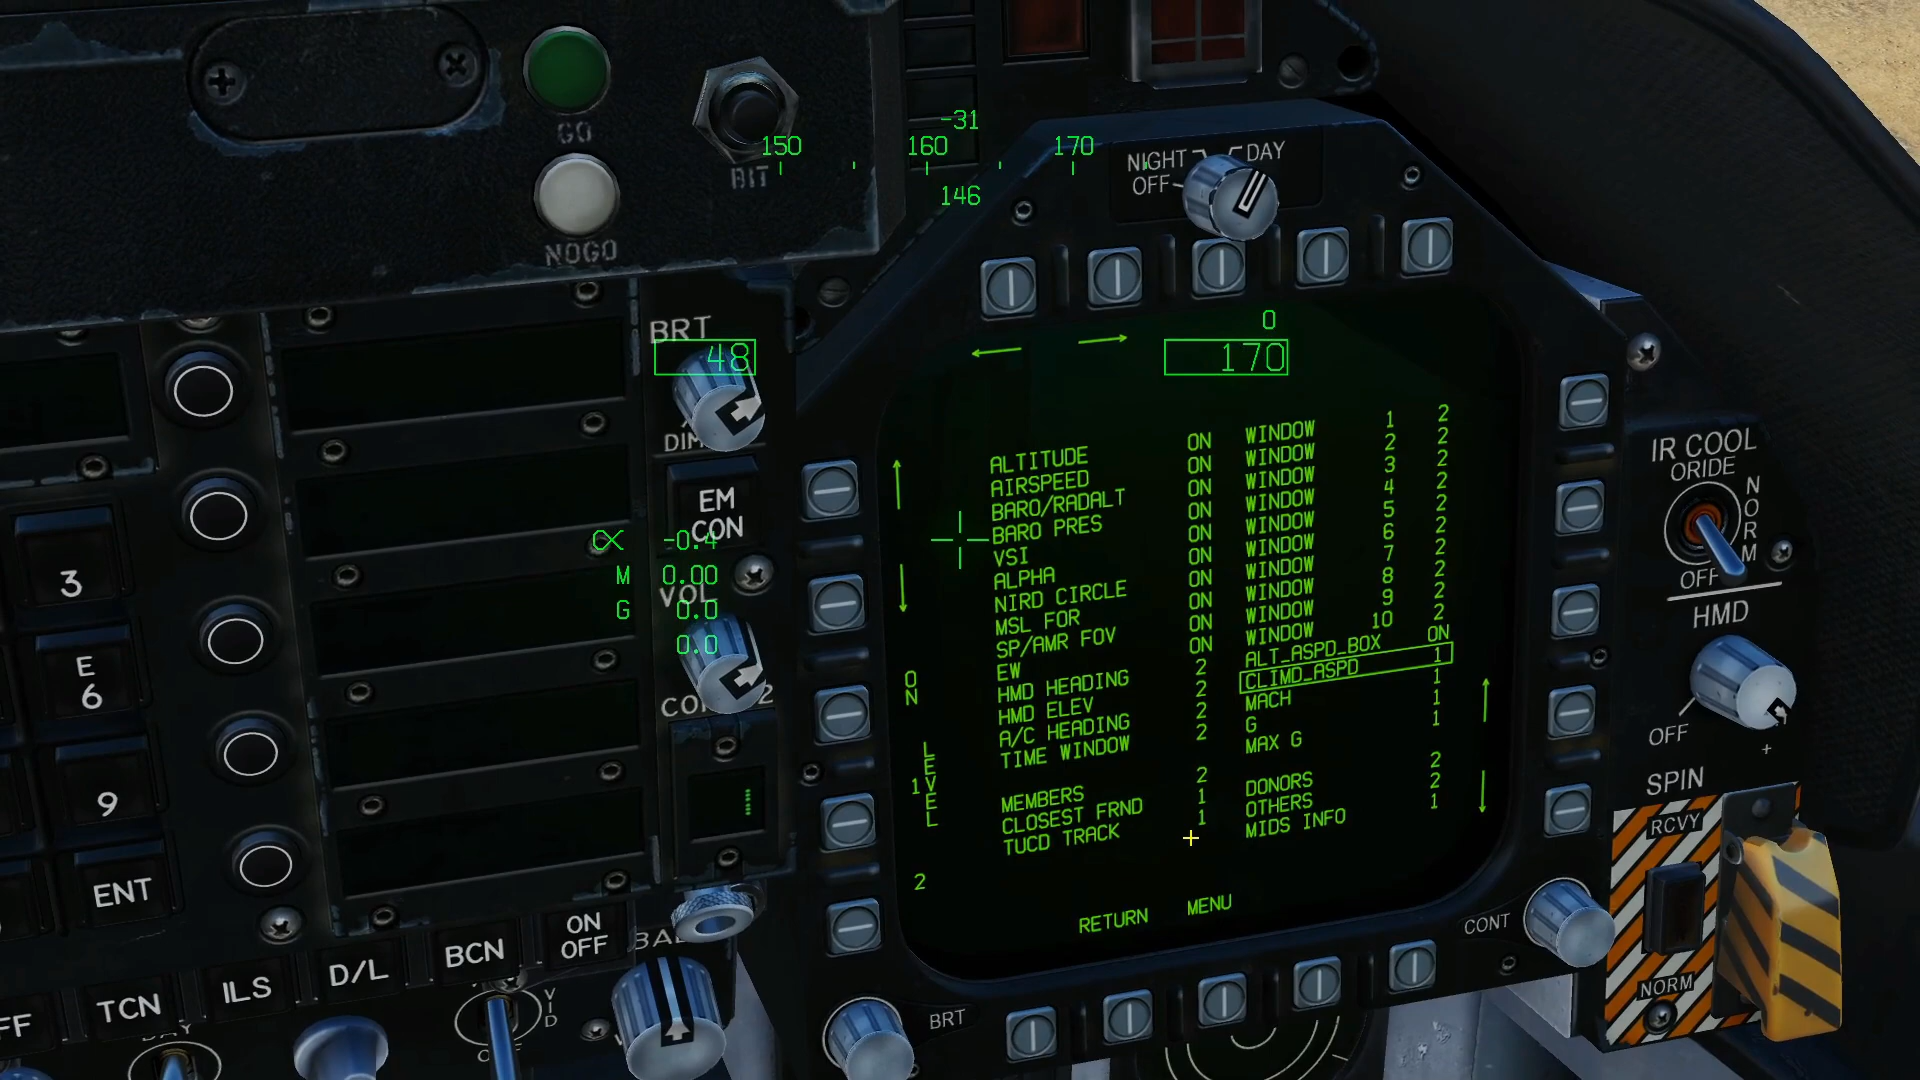 -31
150 160 170
146
GO
BIT
NOGO
NIGHT DAY
OFF
BRT
48
DIM
0
170
EM
CON
α -0.4
M 0.00
VOL
G 0.0
0.0
3
E
6
9
ENT
ON
OFF
BCN
D/L
ILS
TCN
FF
ALTITUDE ON WINDOW 1 2
AIRSPEED ON WINDOW 2 2
BARO/RADALT ON WINDOW 3 2
BARO PRES ON WINDOW 4 2
VSI ON WINDOW 5 2
ALPHA ON WINDOW 6 2
NIRD CIRCLE ON WINDOW 7 2
MSL FOR ON WINDOW 8 2
SP/AMR FOV ON WINDOW 9 2
EW ON WINDOW 10 2
HMD HEADING 2 ALT_ASPD_BOX ON
HMD ELEV 2 CLIMD_ASPD 1
A/C HEADING 2 MACH 1
TIME WINDOW 2 G 1
MAX G 1
MEMBERS 2 DONORS 2
CLOSEST FRND 1 OTHERS 2
TUCD TRACK 1 MIDS INFO 1
ON
LEVEL
1
2
RETURN MENU
BRT
CONT
IR COOL
ORIDE
NORM
OFF
HMD
OFF
+
SPIN
RCVY
NORM